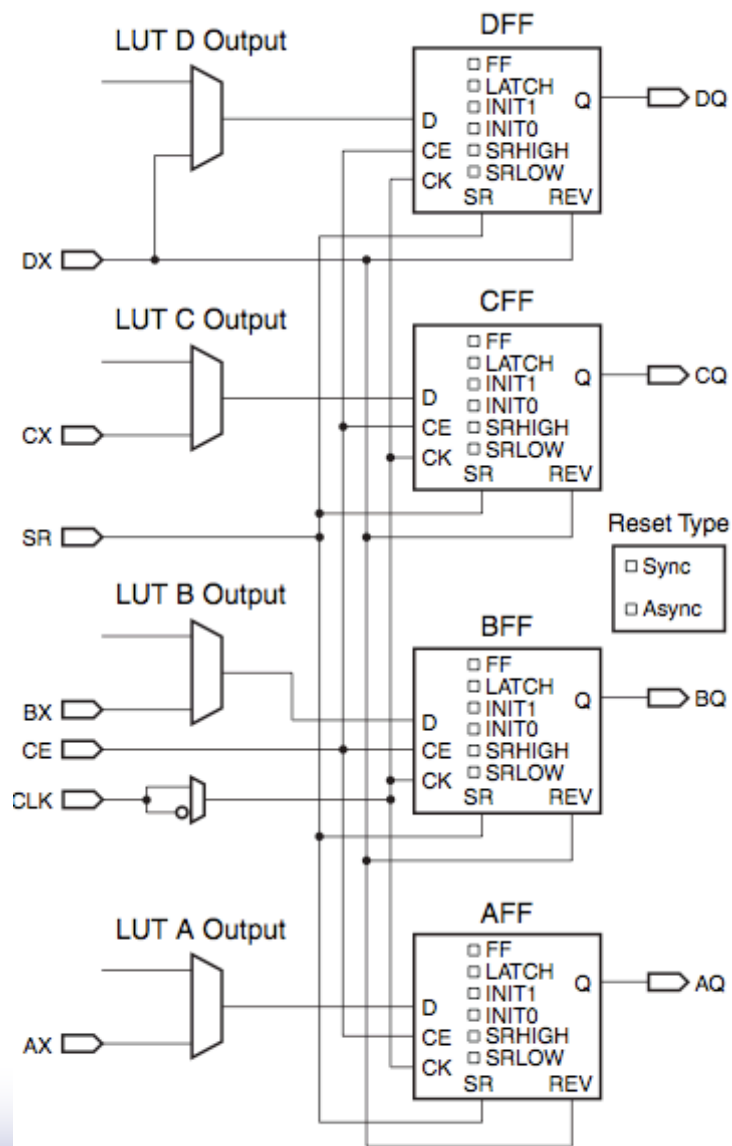 DFF
LUT D Output
FF
LATCH
INIT1
INIT0
SRHIGH
SRLOW
D
CE
CK
Q
SR REV
DQ
DX
CFF
LUT C Output
FF
LATCH
INIT1
INIT0
SRHIGH
SRLOW
D
CE
CK
Q
SR REV
CQ
CX
SR
Reset Type
Sync
Async
LUT B Output
BFF
FF
LATCH
INIT1
INIT0
SRHIGH
SRLOW
D
CE
CK
Q
SR REV
BQ
BX
CE
CLK
AFF
LUT A Output
FF
LATCH
INIT1
INIT0
SRHIGH
SRLOW
D
CE
CK
Q
SR REV
AQ
AX